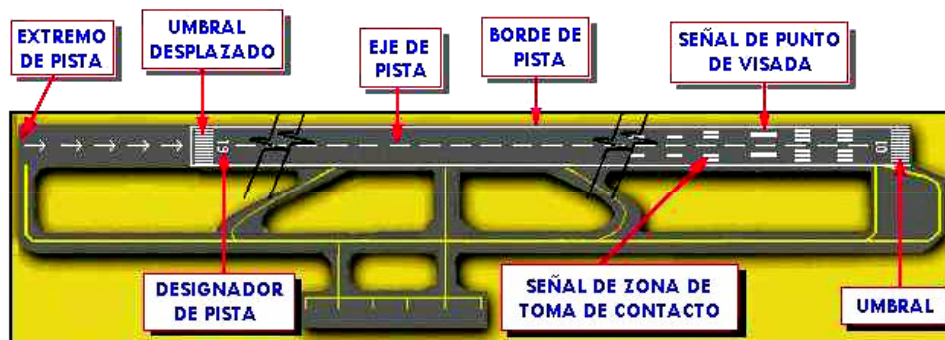 EXTREMO
DE PISTA
UMBRAL
DESPLAZADO
EJE DE
PISTA
BORDE DE
PISTA
SEÑAL DE PUNTO
DE VISADA
19
01
DESIGNADOR
DE PISTA
SEÑAL DE ZONA DE
TOMA DE CONTACTO
UMBRAL